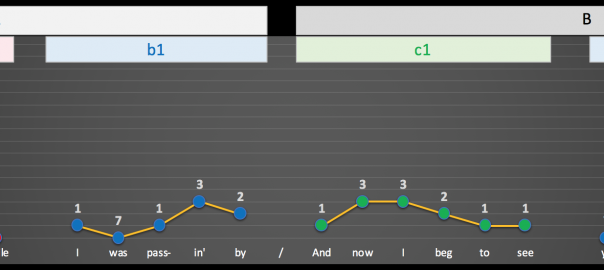 B
b1 c1
3 3 3
1 1 2 1 2 1 1
7
le I was pass- in' by / And now I beg to see y